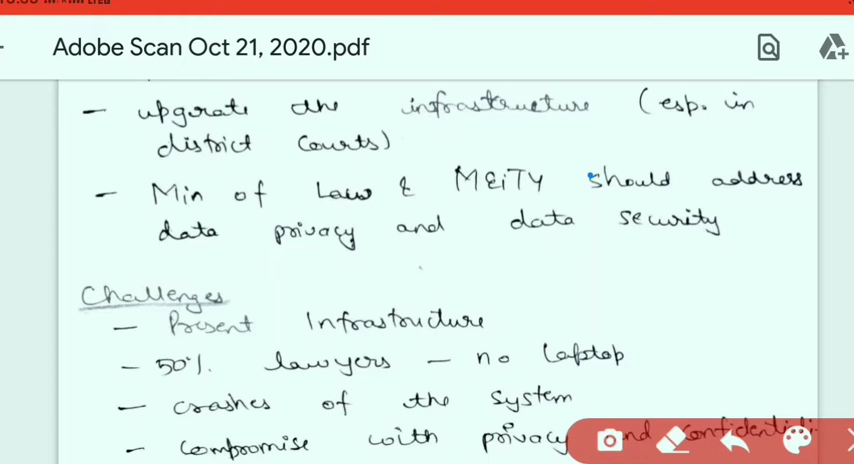 Adobe Scan Oct 21, 2020.pdf
- upgrate the infrastructure (esp. in
district Courts)
- Min of Law & MEITY should address
data privacy and data security
Challenges
- Present Infrastructure
- 50% lawyers - no laptop
- crashes of the system
- compromise with privacy and confidentiali